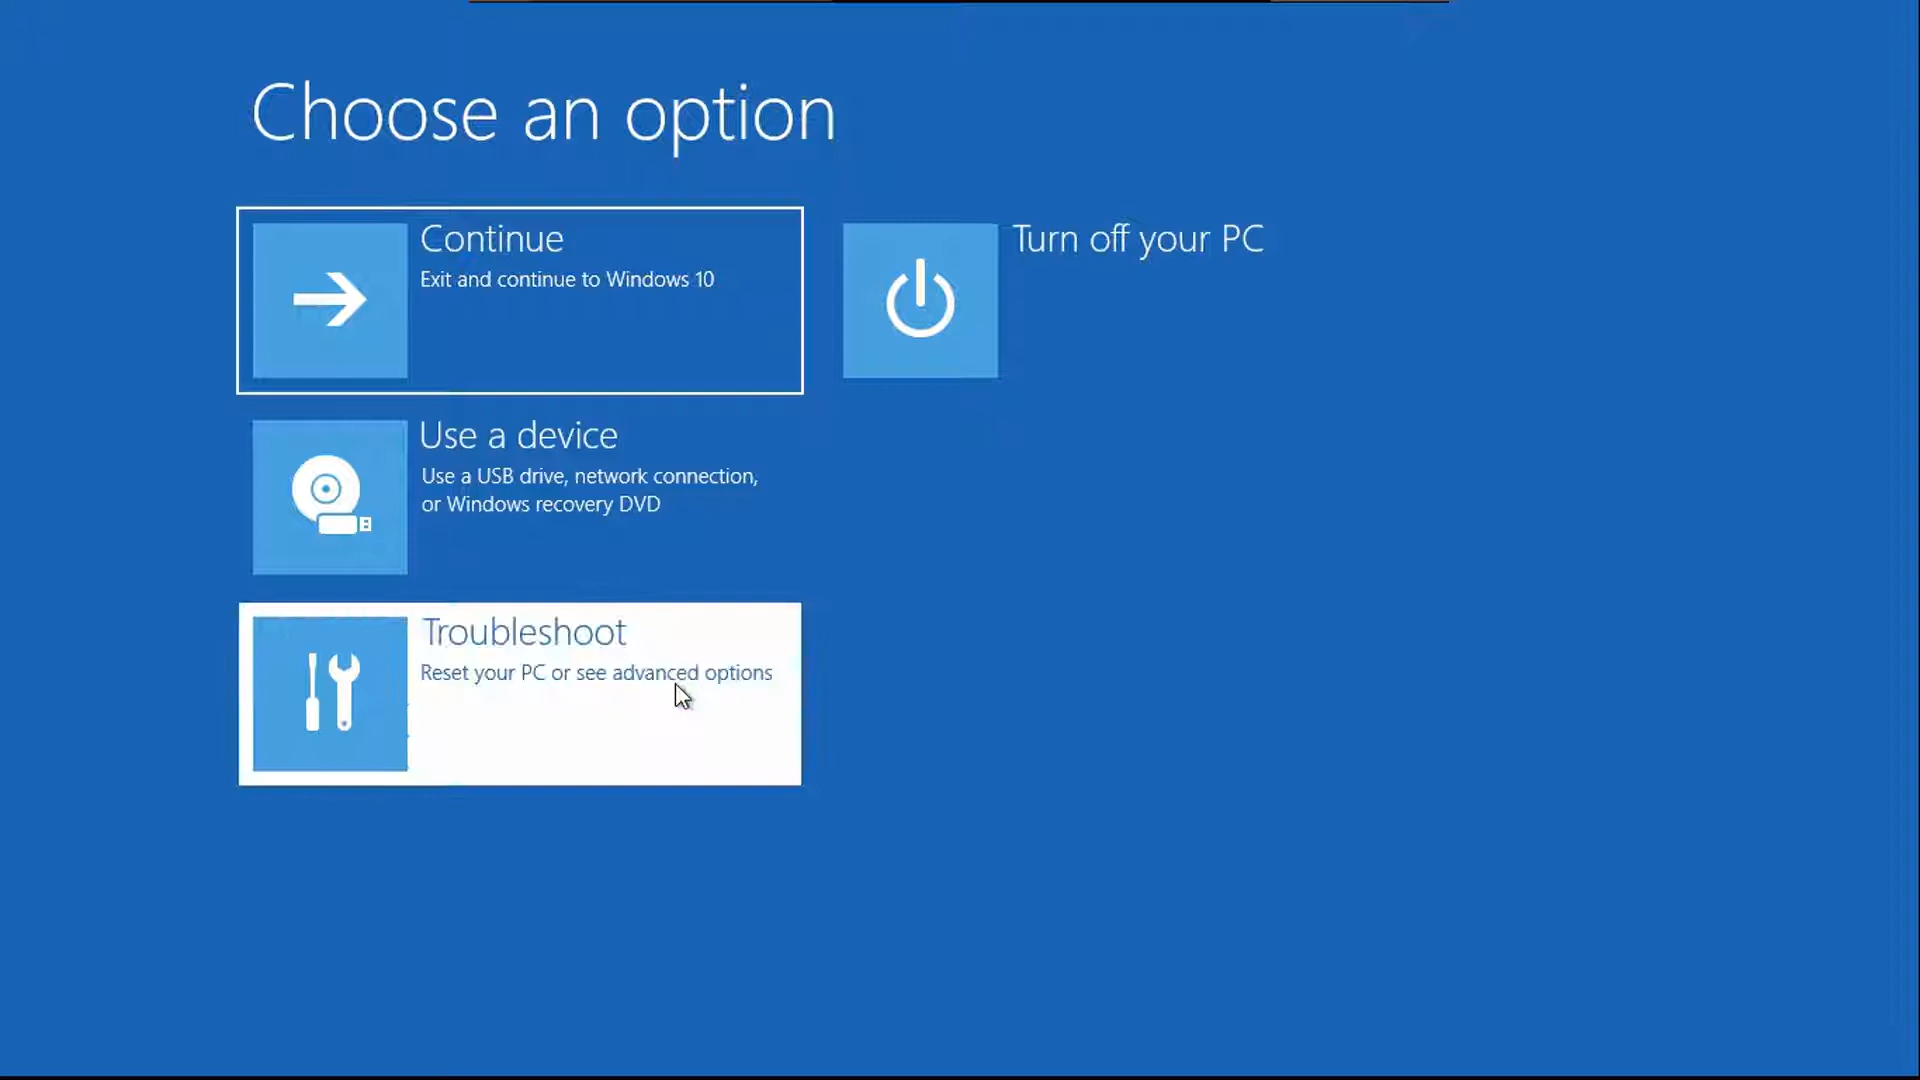 Choose an option
Continue
Exit and continue to Windows 10
Turn off your PC
Use a device
Use a USB drive, network connection,
or Windows recovery DVD
Troubleshoot
Reset your PC or see advanced options